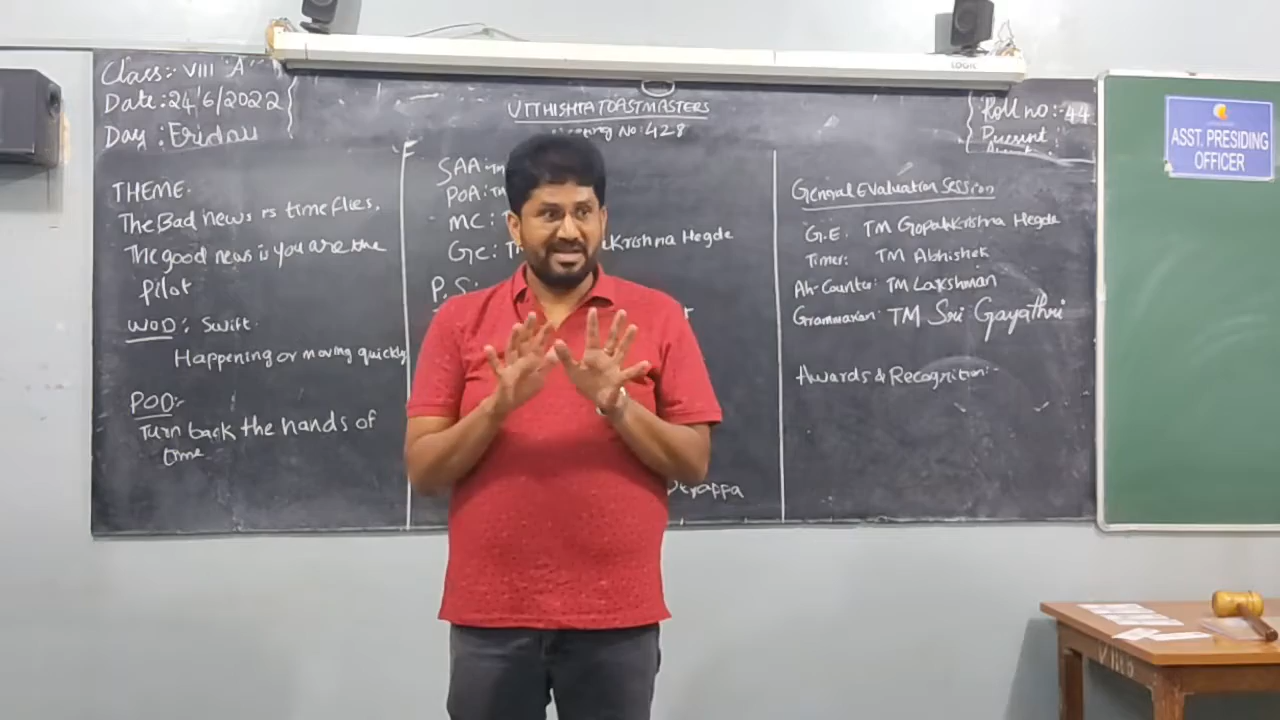 LOGIC
Class:- VIII "A"
Date: 24/6/2022
Day: Friday
UTTHISHTA TOASTMASTERS
No: 428
Roll no:- 44
Present:
ASST. PRESIDING
OFFICER
THEME.
The Bad news is time flies.
The good news is you are the
pilot
WOD: Swift.
Happening or moving quickly
POD:-
Turn back the hands of
time
SAA:
POA:
MC:
GE: Krishna Hegde
P.S:
General Evaluation Session
G.E. TM Gopalakrishna Hegde
Timer: TM Abhishek
Ah-Counter: TM Lakshman
Grammarian: TM Sri Gayathri
Awards & Recognition:-